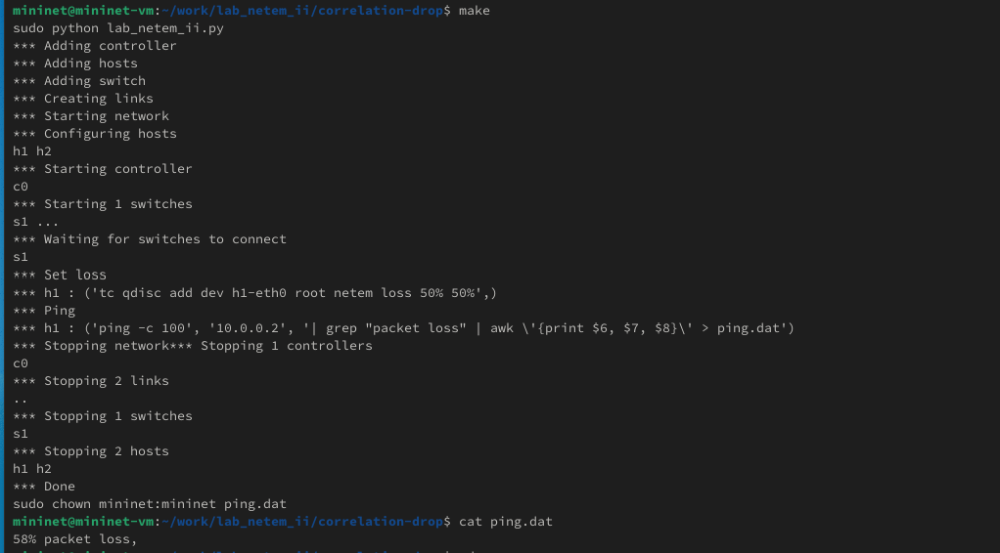 mininet@mininet-vm:~/work/lab_netem_ii/correlation-drop$ make
sudo python lab_netem_ii.py
*** Adding controller
*** Adding hosts
*** Adding switch
*** Creating links
*** Starting network
*** Configuring hosts
h1 h2
*** Starting controller
c0
*** Starting 1 switches
s1 ...
*** Waiting for switches to connect
s1
*** Set loss
*** h1 : ('tc qdisc add dev h1-eth0 root netem loss 50% 50%',)
*** Ping
*** h1 : ('ping -c 100', '10.0.0.2', '| grep "packet loss" | awk \'{print $6, $7, $8}\' > ping.dat')
*** Stopping network*** Stopping 1 controllers
c0
*** Stopping 2 links
..
*** Stopping 1 switches
s1
*** Stopping 2 hosts
h1 h2
*** Done
sudo chown mininet:mininet ping.dat
mininet@mininet-vm:~/work/lab_netem_ii/correlation-drop$ cat ping.dat
58% packet loss,